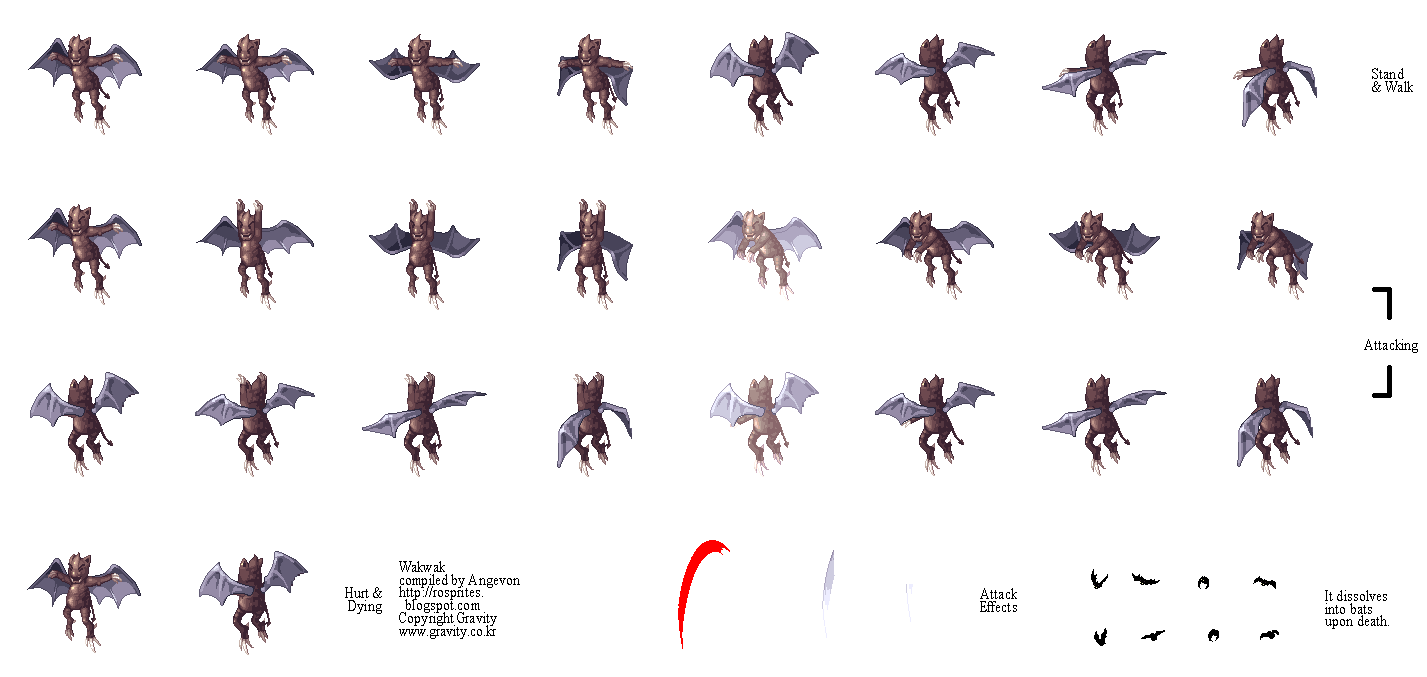 Stand
& Walk
Attacking
Hurt &
Dying
Wakwak
compiled by Angevon
http://rosprites.
blogspot.com
Copyright Gravity
www.gravity.co.kr
Attack
Effects
It dissolves
into bats
upon death.